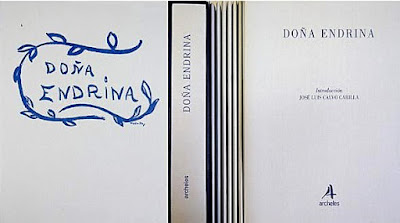 DOÑA
ENDRINA
DOÑA ENDRINA
archeles
DOÑA ENDRINA
Introducción
JOSÉ LUIS CALVO CARILLA
archeles